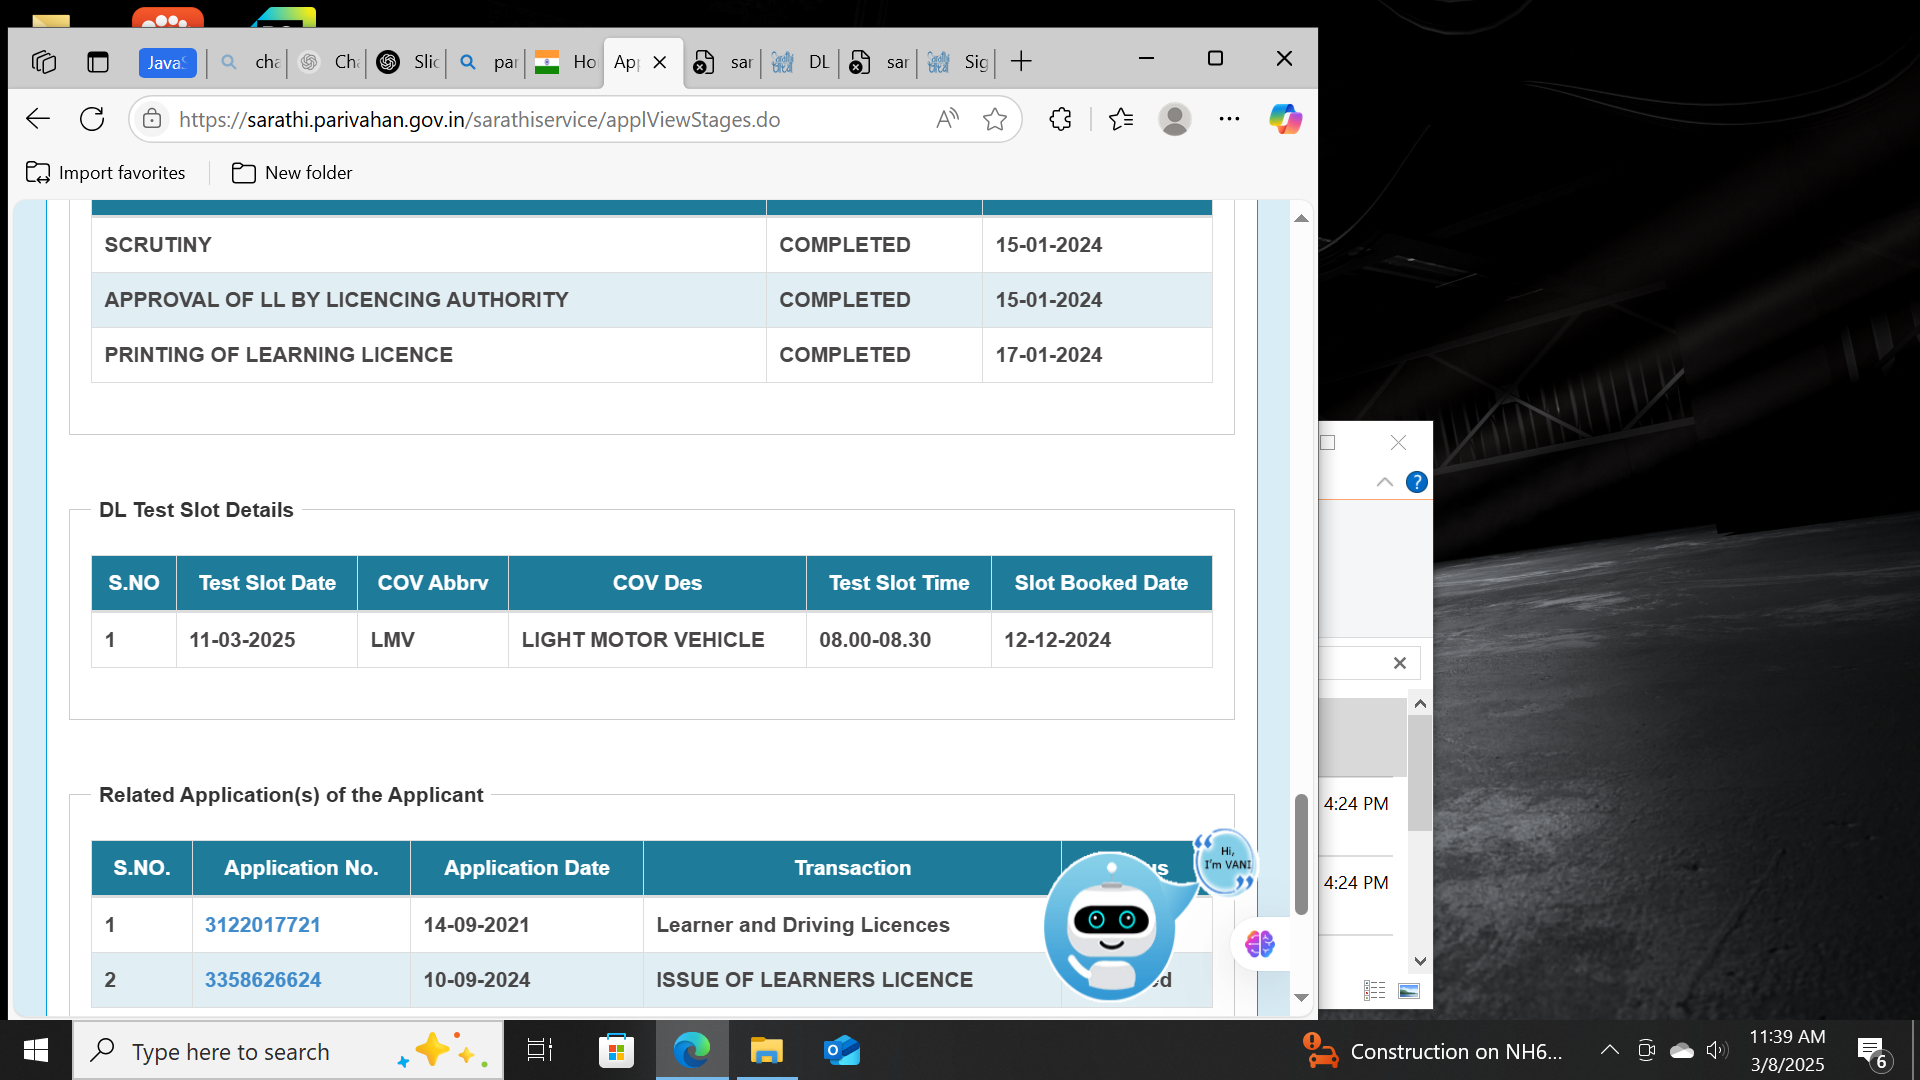 JavaS
cha
Cha
Slic
par
Ho
App
sar
DL
sar
Sig
https://sarathi.parivahan.gov.in/sarathiservice/applViewStages.do
Import favorites
New folder
SCRUTINY COMPLETED 15-01-2024
APPROVAL OF LL BY LICENCING AUTHORITY COMPLETED 15-01-2024
PRINTING OF LEARNING LICENCE COMPLETED 17-01-2024
DL Test Slot Details
S.NO Test Slot Date COV Abbrv COV Des Test Slot Time Slot Booked Date
1 11-03-2025 LMV LIGHT MOTOR VEHICLE 08.00-08.30 12-12-2024
Related Application(s) of the Applicant
S.NO. Application No. Application Date Transaction
1 3122017721 14-09-2021 Learner and Driving Licences
2 3358626624 10-09-2024 ISSUE OF LEARNERS LICENCE
Hi,
I'm VANI
4:24 PM
4:24 PM
Type here to search
Construction on NH6...
11:39 AM
3/8/2025
6